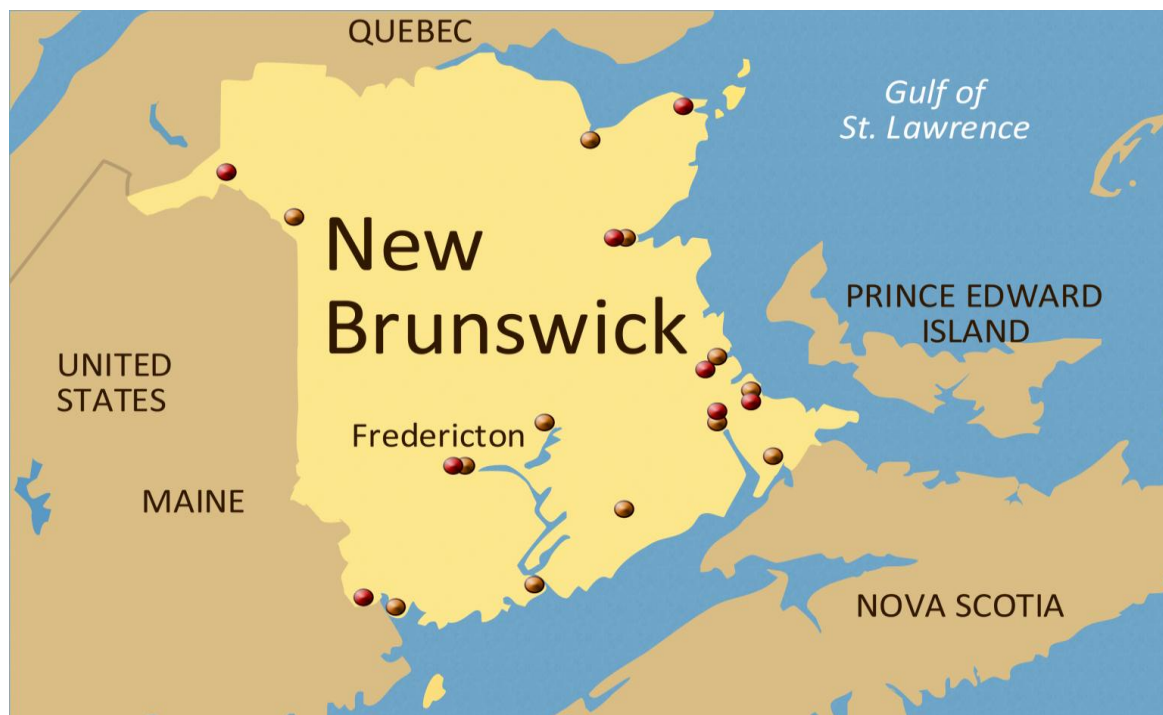 QUEBEC
Gulf of
St. Lawrence
New
Brunswick
PRINCE EDWARD
ISLAND
UNITED
STATES
Fredericton
MAINE
NOVA SCOTIA